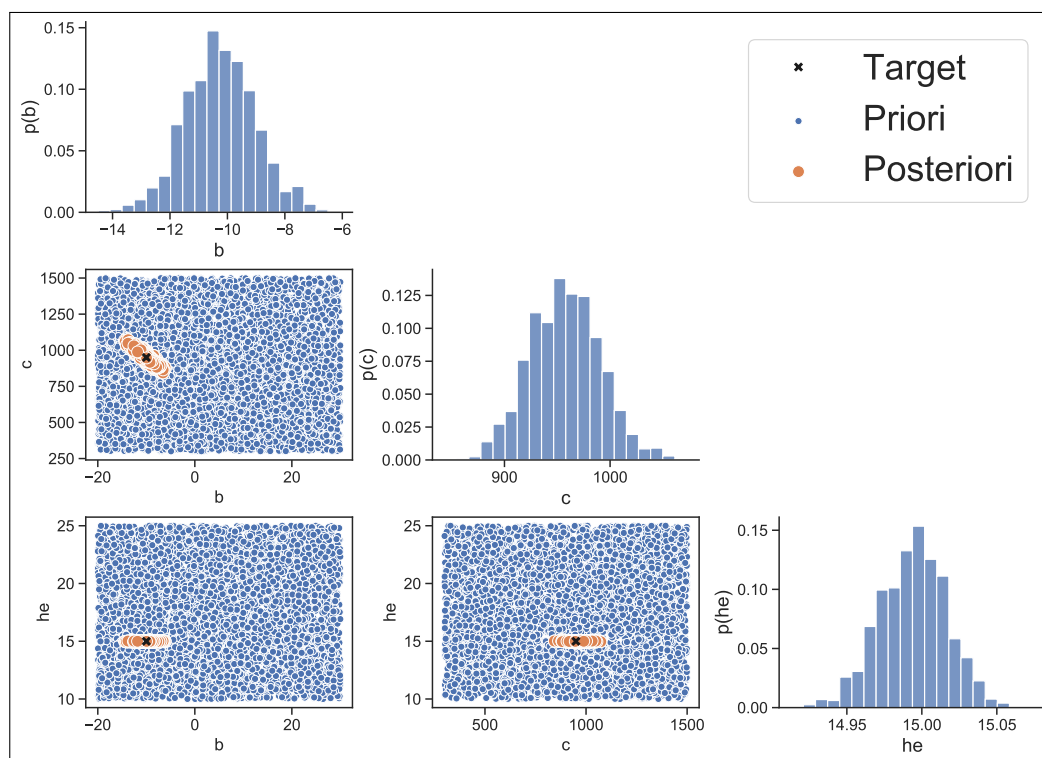 0.15
0.10
0.05
0.00
p(b)
−14 −12 −10 −8 −6
b
Target
Priori
Posteriori
1500
1250
1000
750
500
250
c
−20 0 20
b
0.125
0.100
0.075
0.050
0.025
0.000
p(c)
900 1000
c
25
20
15
10
he
−20 0 20
b
25
20
15
10
he
500 1000 1500
c
0.15
0.10
0.05
0.00
p(he)
14.95 15.00 15.05
he